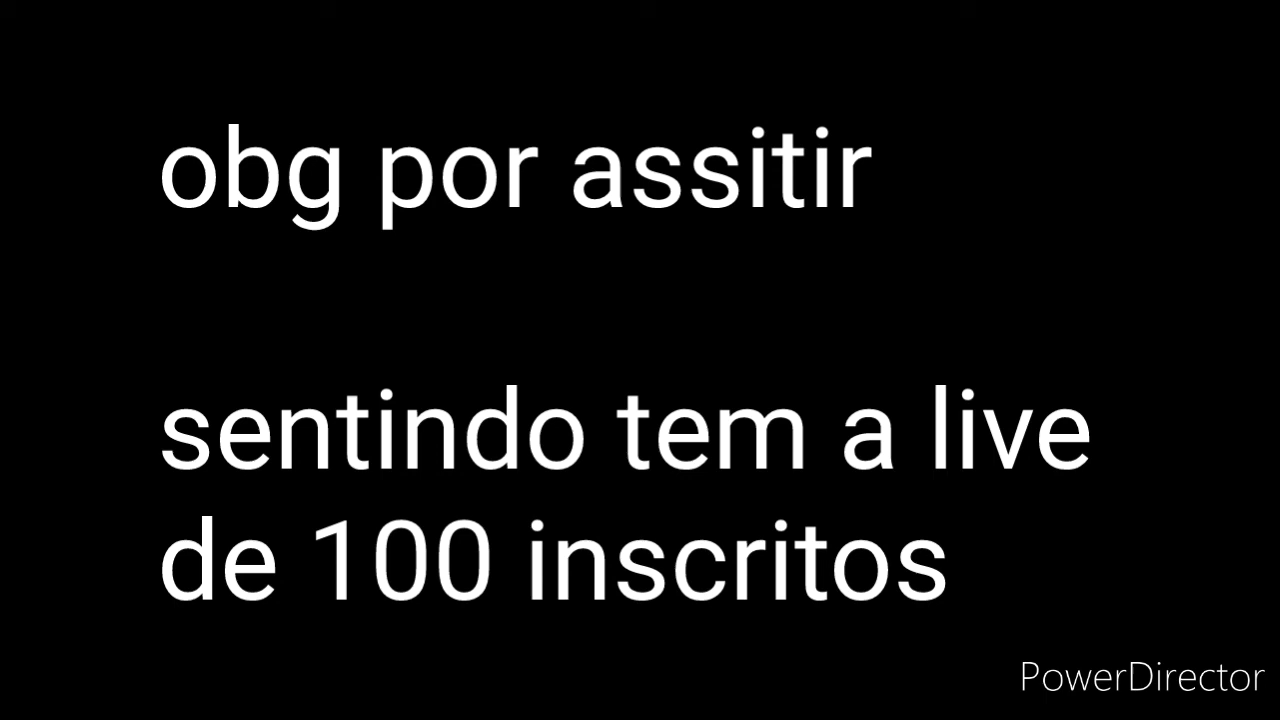 obg por assitir
sentindo tem a live
de 100 inscritos
PowerDirector